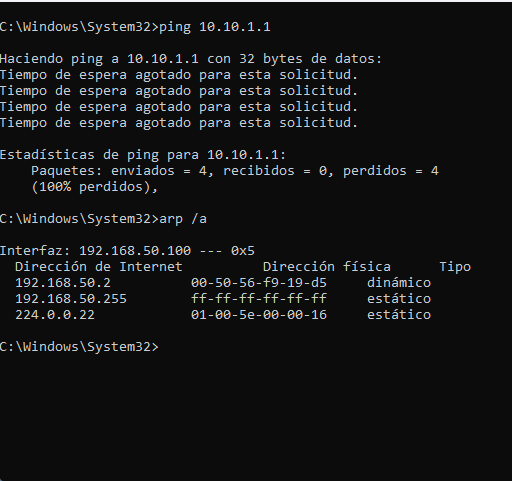 C:\Windows\System32>ping 10.10.1.1
Haciendo ping a 10.10.1.1 con 32 bytes de datos:
Tiempo de espera agotado para esta solicitud.
Tiempo de espera agotado para esta solicitud.
Tiempo de espera agotado para esta solicitud.
Tiempo de espera agotado para esta solicitud.
Estadísticas de ping para 10.10.1.1:
Paquetes: enviados = 4, recibidos = 0, perdidos = 4
(100% perdidos),
C:\Windows\System32>arp /a
Interfaz: 192.168.50.100 --- 0x5
Dirección de Internet Dirección física Tipo
192.168.50.2 00-50-56-f9-19-d5 dinámico
192.168.50.255 ff-ff-ff-ff-ff-ff estático
224.0.0.22 01-00-5e-00-00-16 estático
C:\Windows\System32>